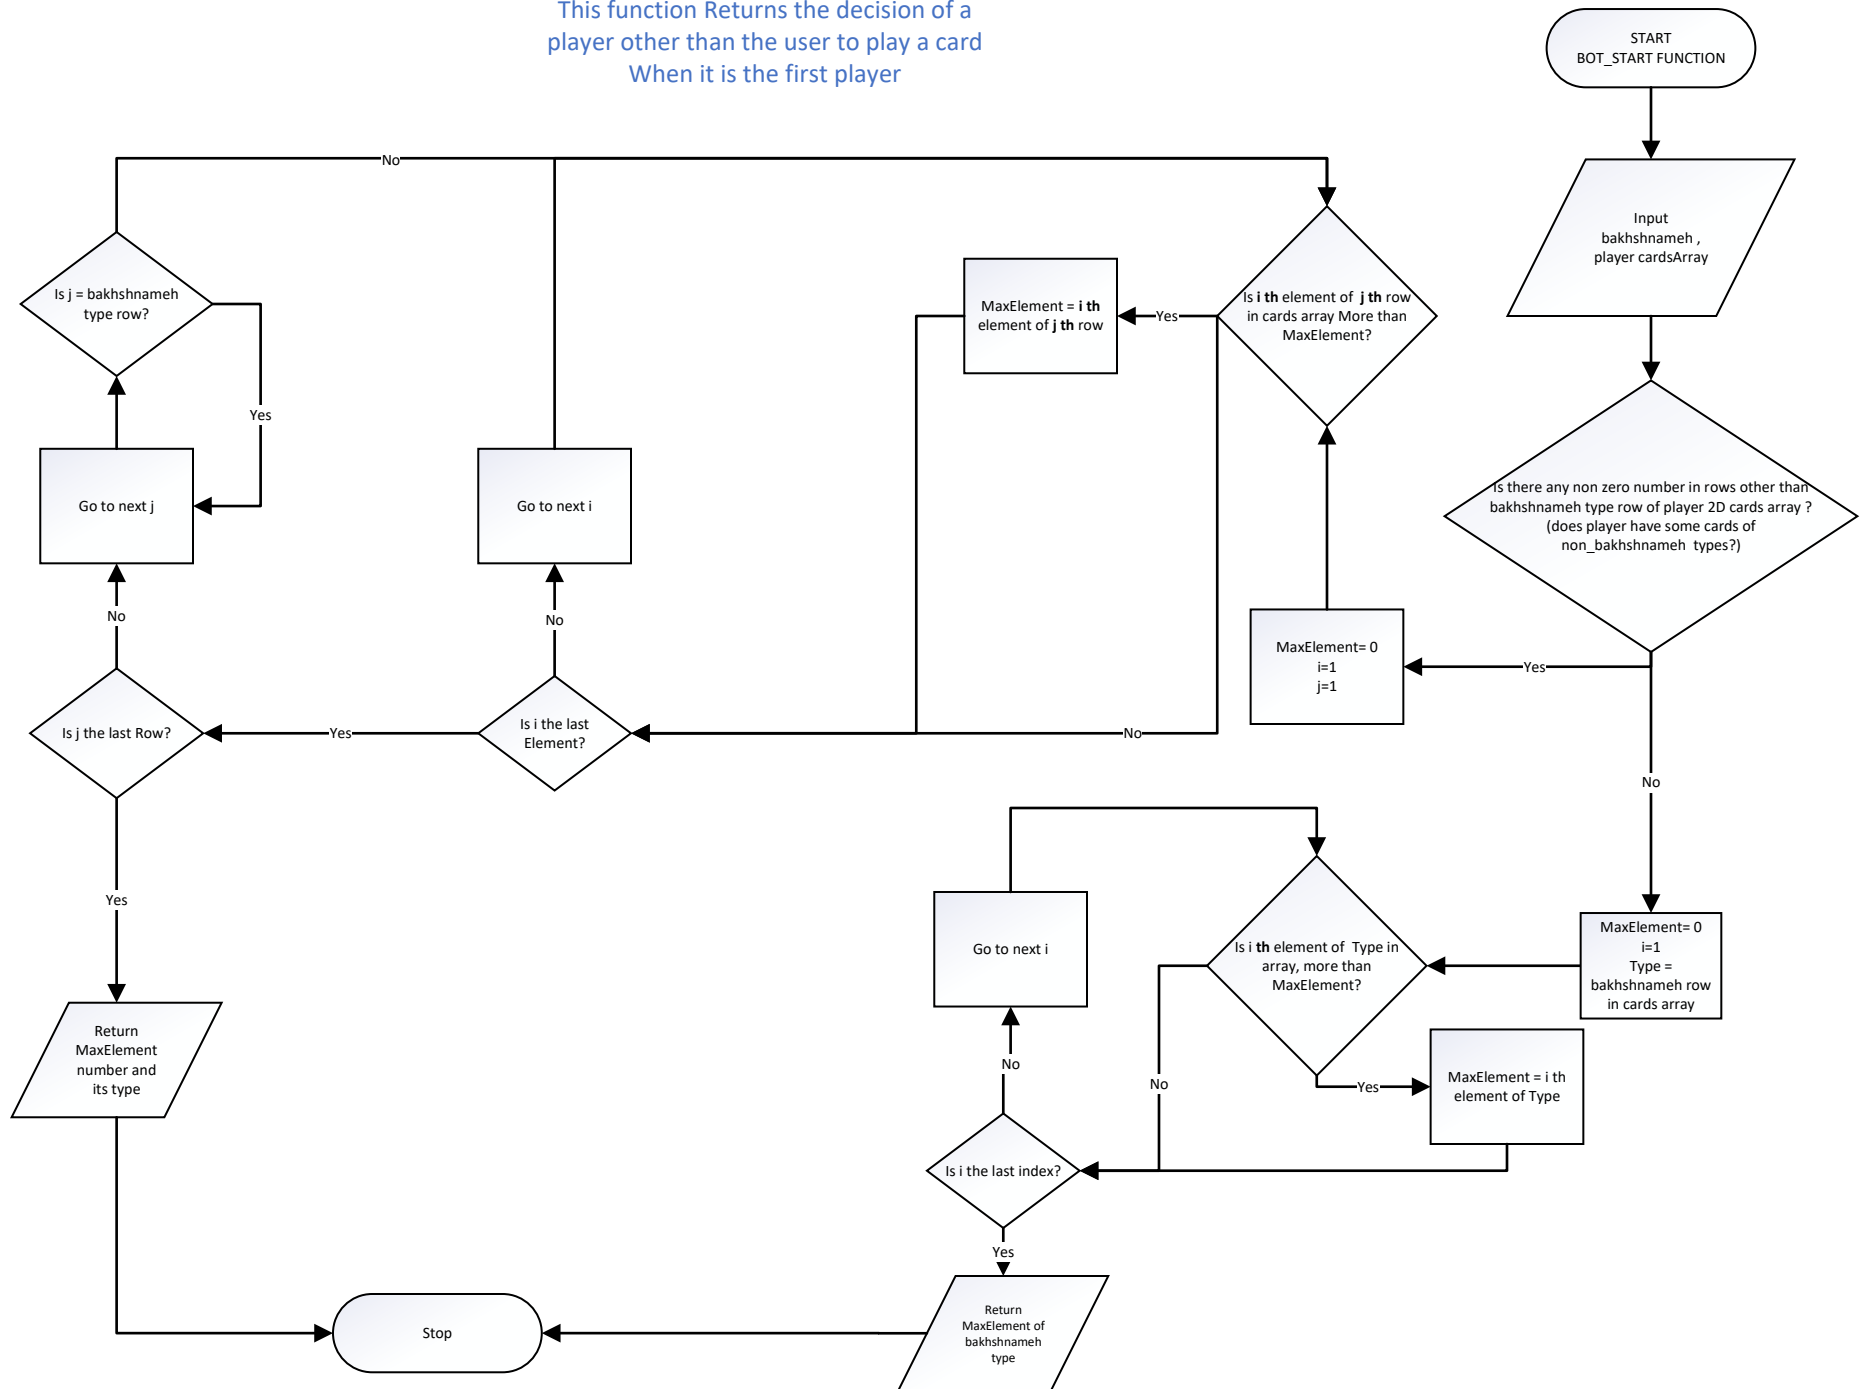 This function Returns the decision of a
player other than the user to play a card
When it is the first player
START
BOT_START FUNCTION
Input
bakhshnameh ,
player cardsArray
Is there any non zero number in rows other than
bakhshnameh type row of player 2D cards array ?
(does player have some cards of
non_bakhshnameh types?)
Yes
No
MaxElement= 0
i=1
j=1
Is i th element of j th row
in cards array More than
MaxElement?
Yes
No
MaxElement = i th
element of j th row
Is i the last
Element?
No
Yes
Go to next i
Is j the last Row?
No
Yes
Go to next j
Is j = bakhshnameh
type row?
Yes
No
Return
MaxElement
number and
its type
MaxElement= 0
i=1
Type =
bakhshnameh row
in cards array
Is i th element of Type in
array, more than
MaxElement?
Yes
No
MaxElement = i th
element of Type
Is i the last index?
No
Yes
Go to next i
Return
MaxElement of
bakhshnameh
type
Stop